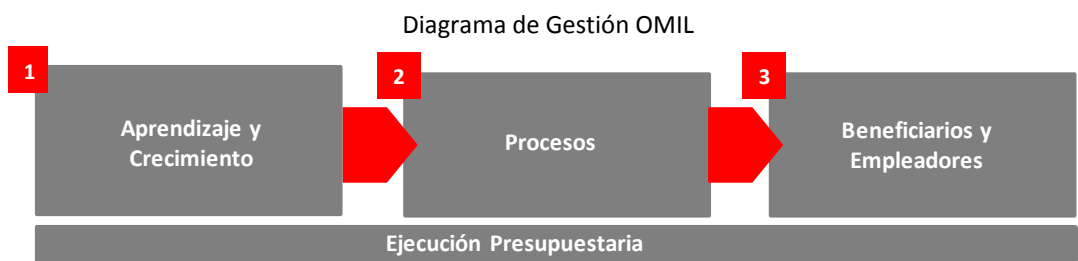 Diagrama de Gestión OMIL
1
Aprendizaje y
Crecimiento
2
Procesos
3
Beneficiarios y
Empleadores
Ejecución Presupuestaria